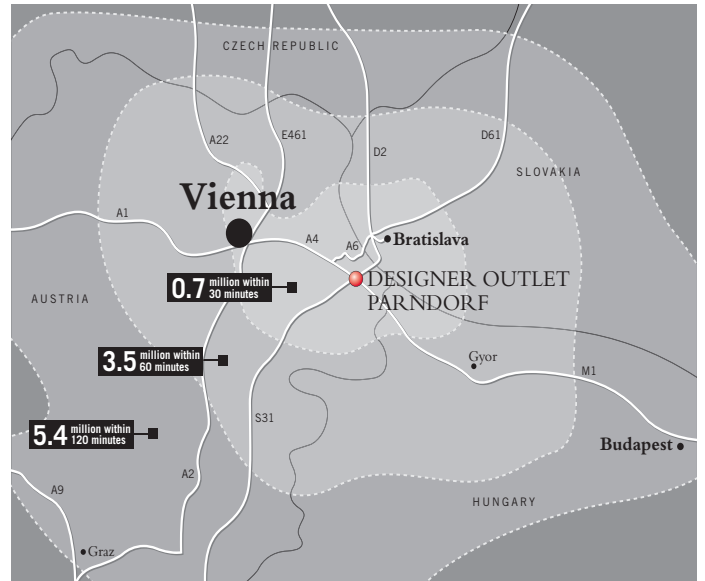 CZECH REPUBLIC
A22
E461
D2
D61
SLOVAKIA
Vienna
A1
A4
A6
Bratislava
0.7 million within
30 minutes
DESIGNER OUTLET
PARNDORF
AUSTRIA
3.5 million within
60 minutes
Gyor
M1
S31
5.4 million within
120 minutes
Budapest
A2
A9
HUNGARY
Graz